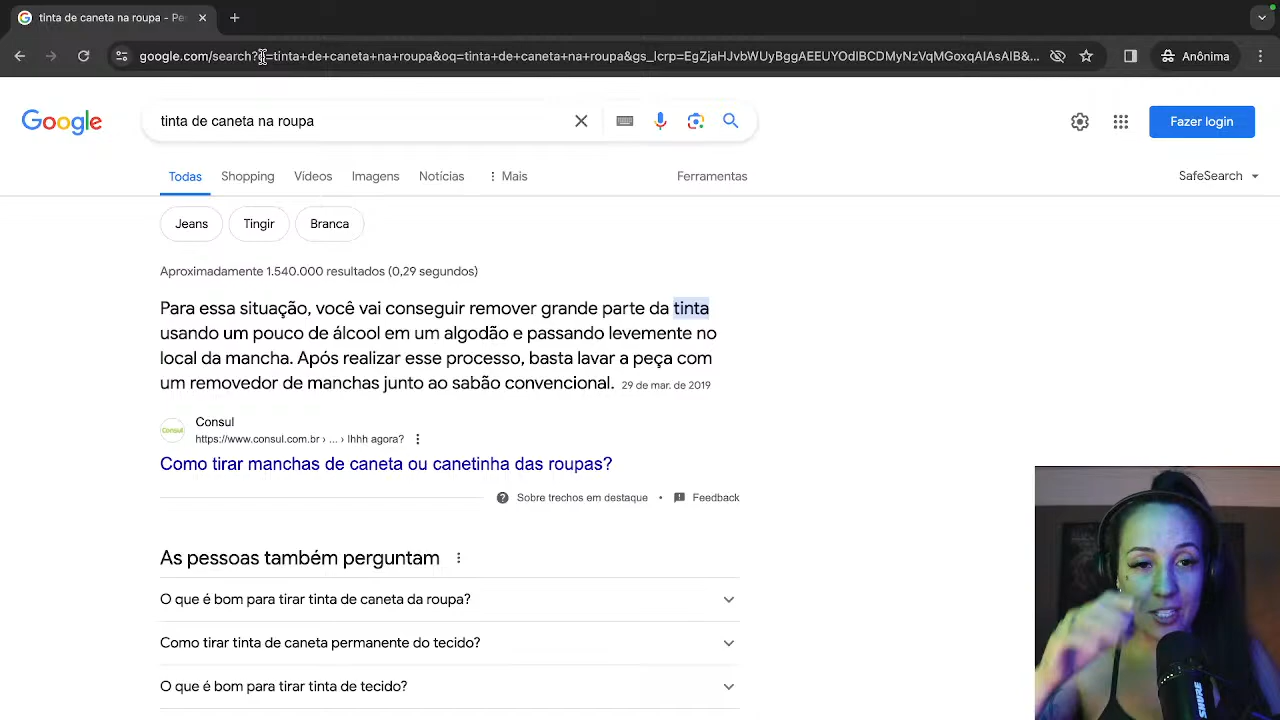 tinta de caneta na roupa - Pe
google.com/search?q=tinta+de+caneta+na+roupa&oq=tinta+de+caneta+na+roupa&gs_lcrp=EgZjaHJvbWUyBggAEEUYOdIBCDMyNzVqMGoxqAIAsAIB&...
Anônima
Google
tinta de caneta na roupa
Fazer login
Todas
Shopping
Vídeos
Imagens
Notícias
Mais
Ferramentas
SafeSearch
Jeans
Tingir
Branca
Aproximadamente 1.540.000 resultados (0,29 segundos)
Para essa situação, você vai conseguir remover grande parte da tinta
usando um pouco de álcool em um algodão e passando levemente no
local da mancha. Após realizar esse processo, basta lavar a peça com
um removedor de manchas junto ao sabão convencional. 29 de mar. de 2019
Consul
Consul
https://www.consul.com.br › ... › Ihhh agora?
Como tirar manchas de caneta ou canetinha das roupas?
Sobre trechos em destaque • Feedback
As pessoas também perguntam
O que é bom para tirar tinta de caneta da roupa?
Como tirar tinta de caneta permanente do tecido?
O que é bom para tirar tinta de tecido?
SHURE